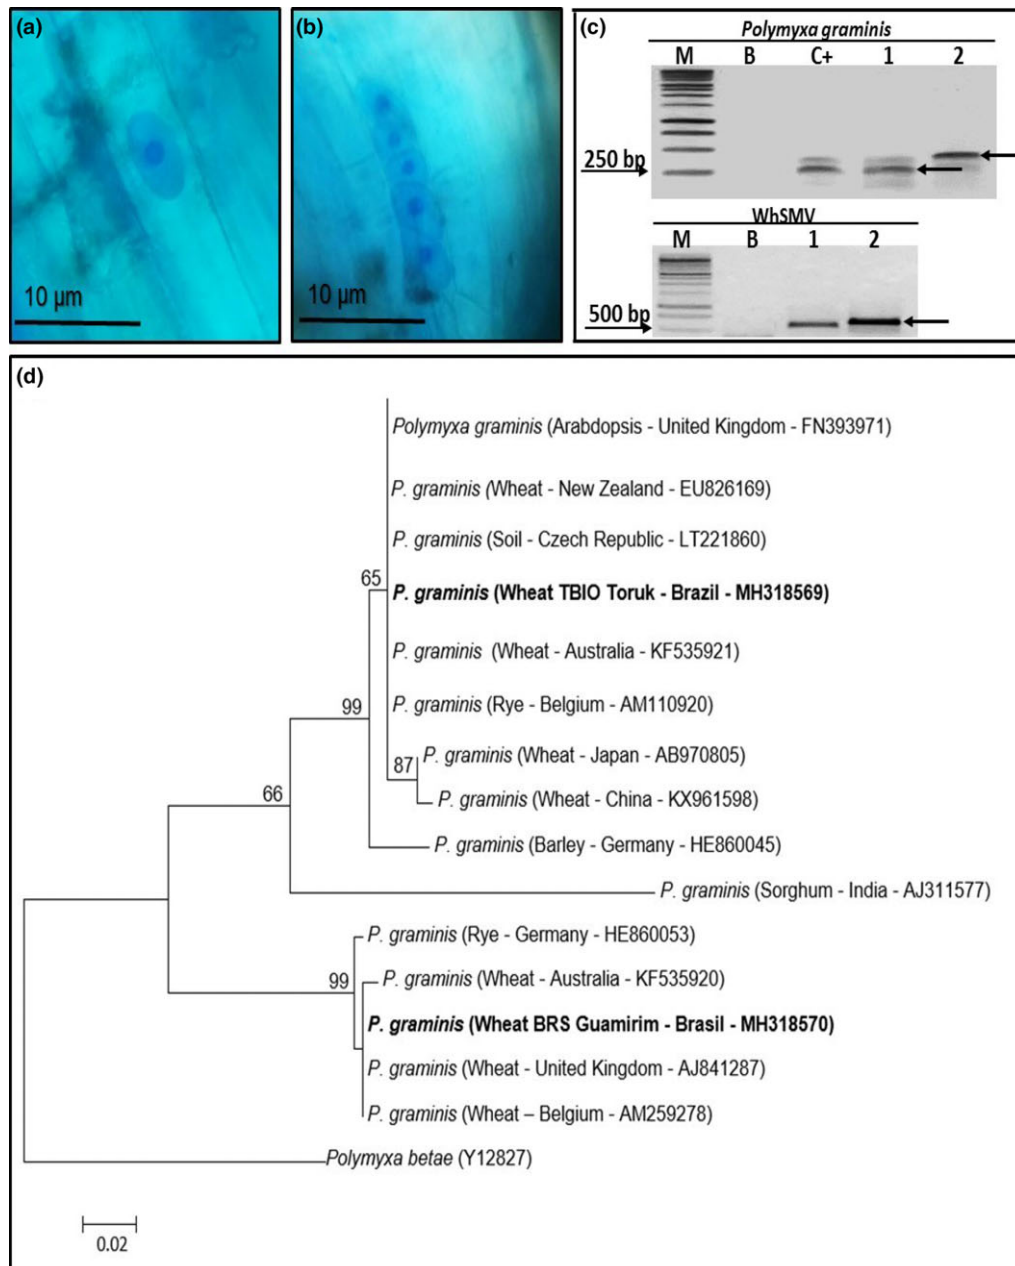 (a)
10 µm
(b)
10 µm
(c)
Polymyxa graminis
M B C+ 1 2
250 bp
WhSMV
M B 1 2
500 bp
(d)
Polymyxa graminis (Arabdopsis - United Kingdom - FN393971)
P. graminis (Wheat - New Zealand - EU826169)
P. graminis (Soil - Czech Republic - LT221860)
65
P. graminis (Wheat TBIO Toruk - Brazil - MH318569)
P. graminis (Wheat - Australia - KF535921)
99
P. graminis (Rye - Belgium - AM110920)
87
P. graminis (Wheat - Japan - AB970805)
66
P. graminis (Wheat - China - KX961598)
P. graminis (Barley - Germany - HE860045)
P. graminis (Sorghum - India - AJ311577)
P. graminis (Rye - Germany - HE860053)
99
P. graminis (Wheat - Australia - KF535920)
P. graminis (Wheat BRS Guamirim - Brasil - MH318570)
P. graminis (Wheat - United Kingdom - AJ841287)
P. graminis (Wheat – Belgium - AM259278)
Polymyxa betae (Y12827)
0.02